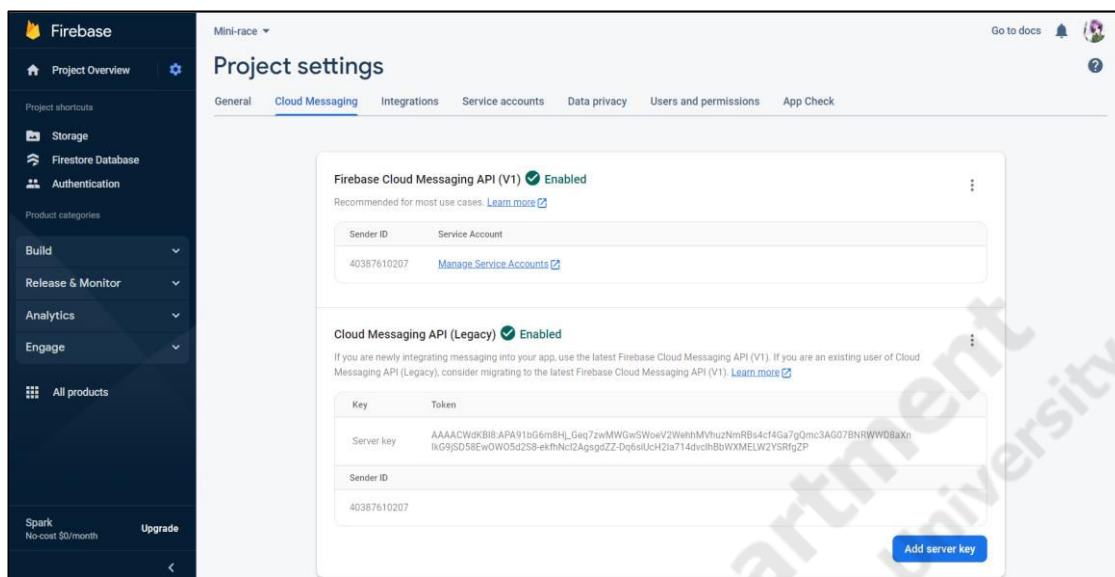 Firebase
Mini-race
Go to docs
Project Overview
Project settings
Project shortcuts
General Cloud Messaging Integrations Service accounts Data privacy Users and permissions App Check
Storage
Firestore Database
Authentication
Product categories
Build
Release & Monitor
Analytics
Engage
All products
Spark
No-cost $0/month
Upgrade
Firebase Cloud Messaging API (V1) Enabled
Recommended for most use cases. Learn more
Sender ID Service Account
40387610207 Manage Service Accounts
Cloud Messaging API (Legacy) Enabled
If you are newly integrating messaging into your app, use the latest Firebase Cloud Messaging API (V1). If you are an existing user of Cloud
Messaging API (Legacy), consider migrating to the latest Firebase Cloud Messaging API (V1). Learn more
Key Token
Server key
Sender ID
40387610207
Add server key
artment
university